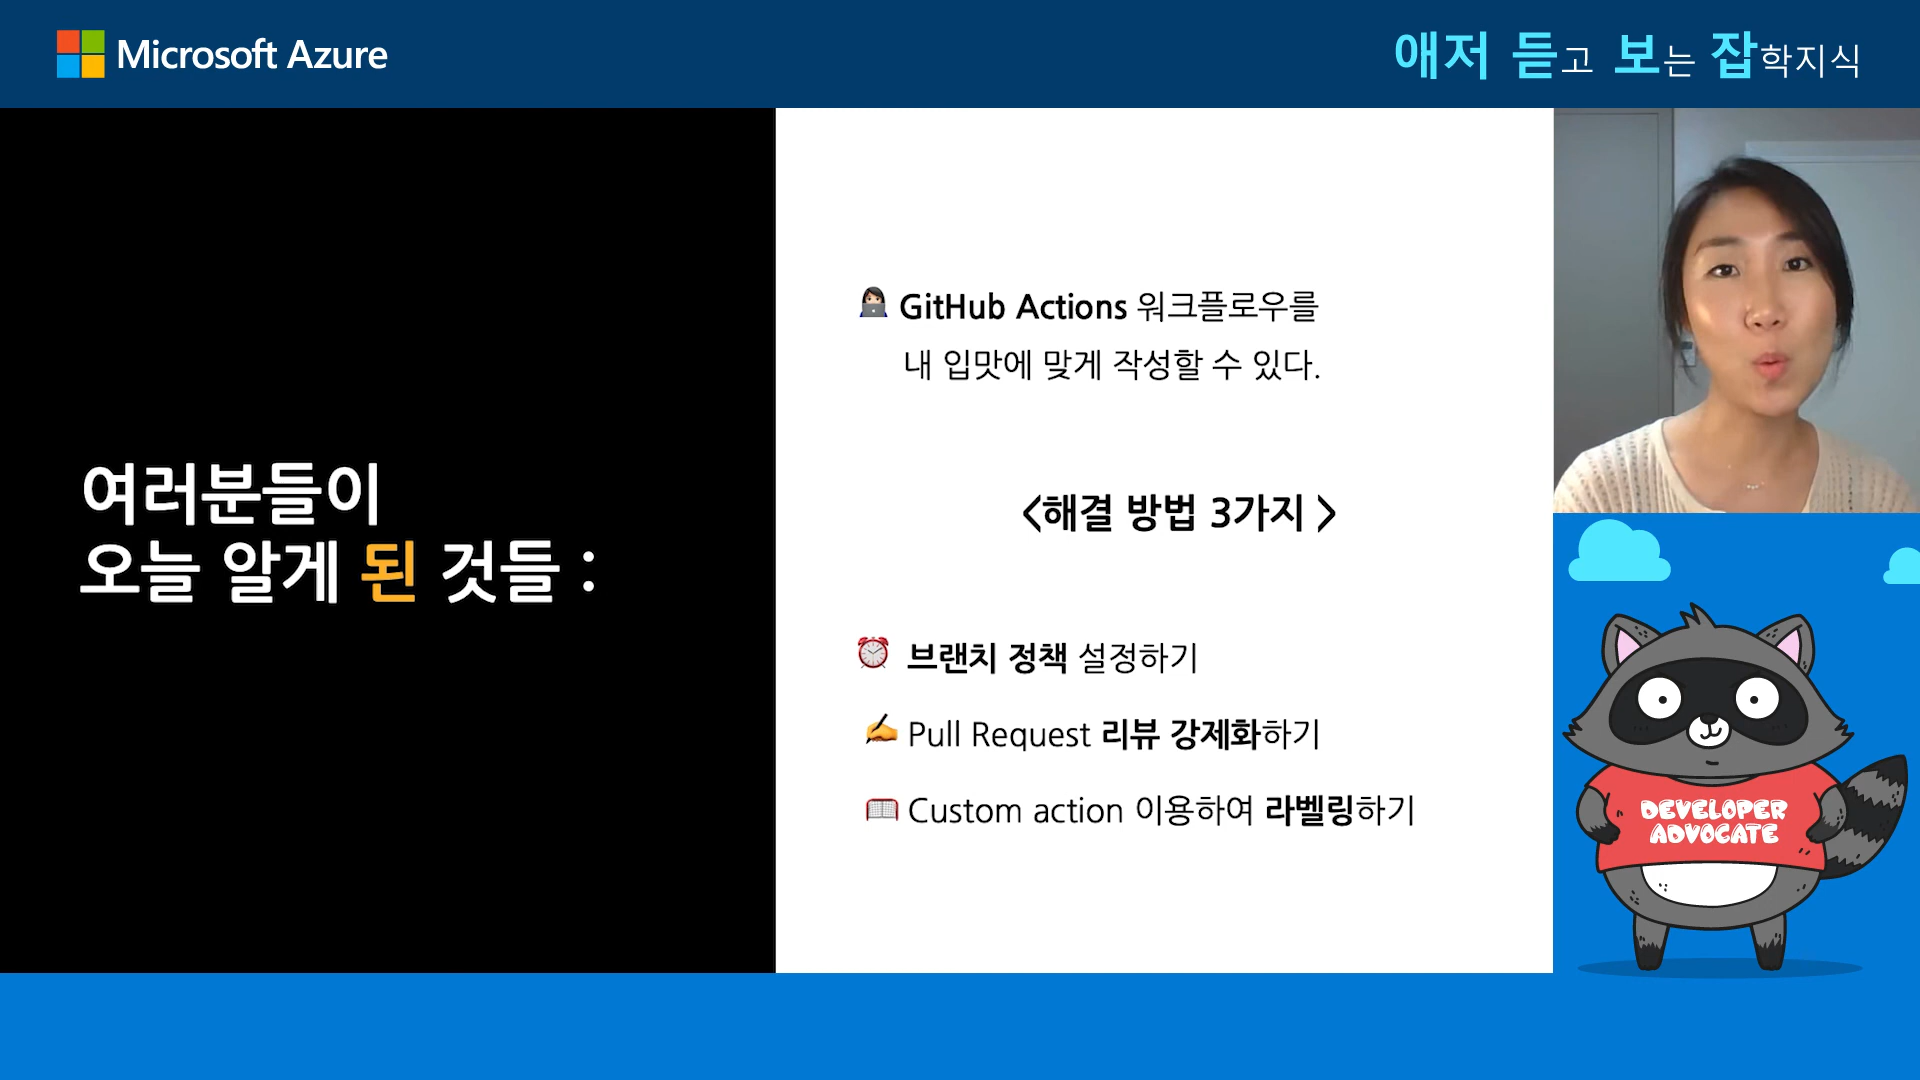 Microsoft Azure
애저 듣고 보는 잡학지식
여러분들이
오늘 알게 된 것들 :
GitHub Actions 워크플로우를
내 입맛에 맞게 작성할 수 있다.
<해결 방법 3가지 >
브랜치 정책 설정하기
Pull Request 리뷰 강제화하기
Custom action 이용하여 라벨링하기
DEVELOPER
ADVOCATE